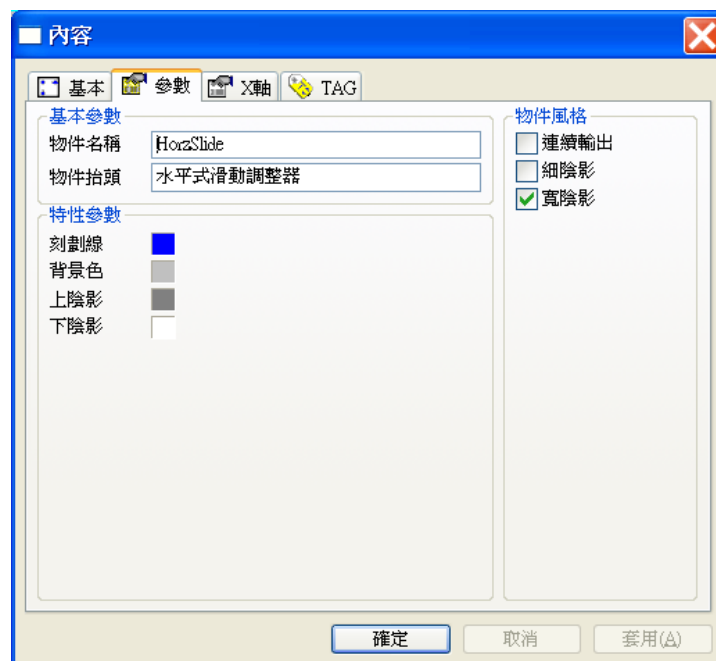 內容
基本 參數 X軸 TAG
基本參數
物件名稱 HorzSlide
物件抬頭 水平式滑動調整器
特性參數
刻劃線
背景色
上陰影
下陰影
物件風格
連續輸出
細陰影
寬陰影
確定 取消 套用(A)